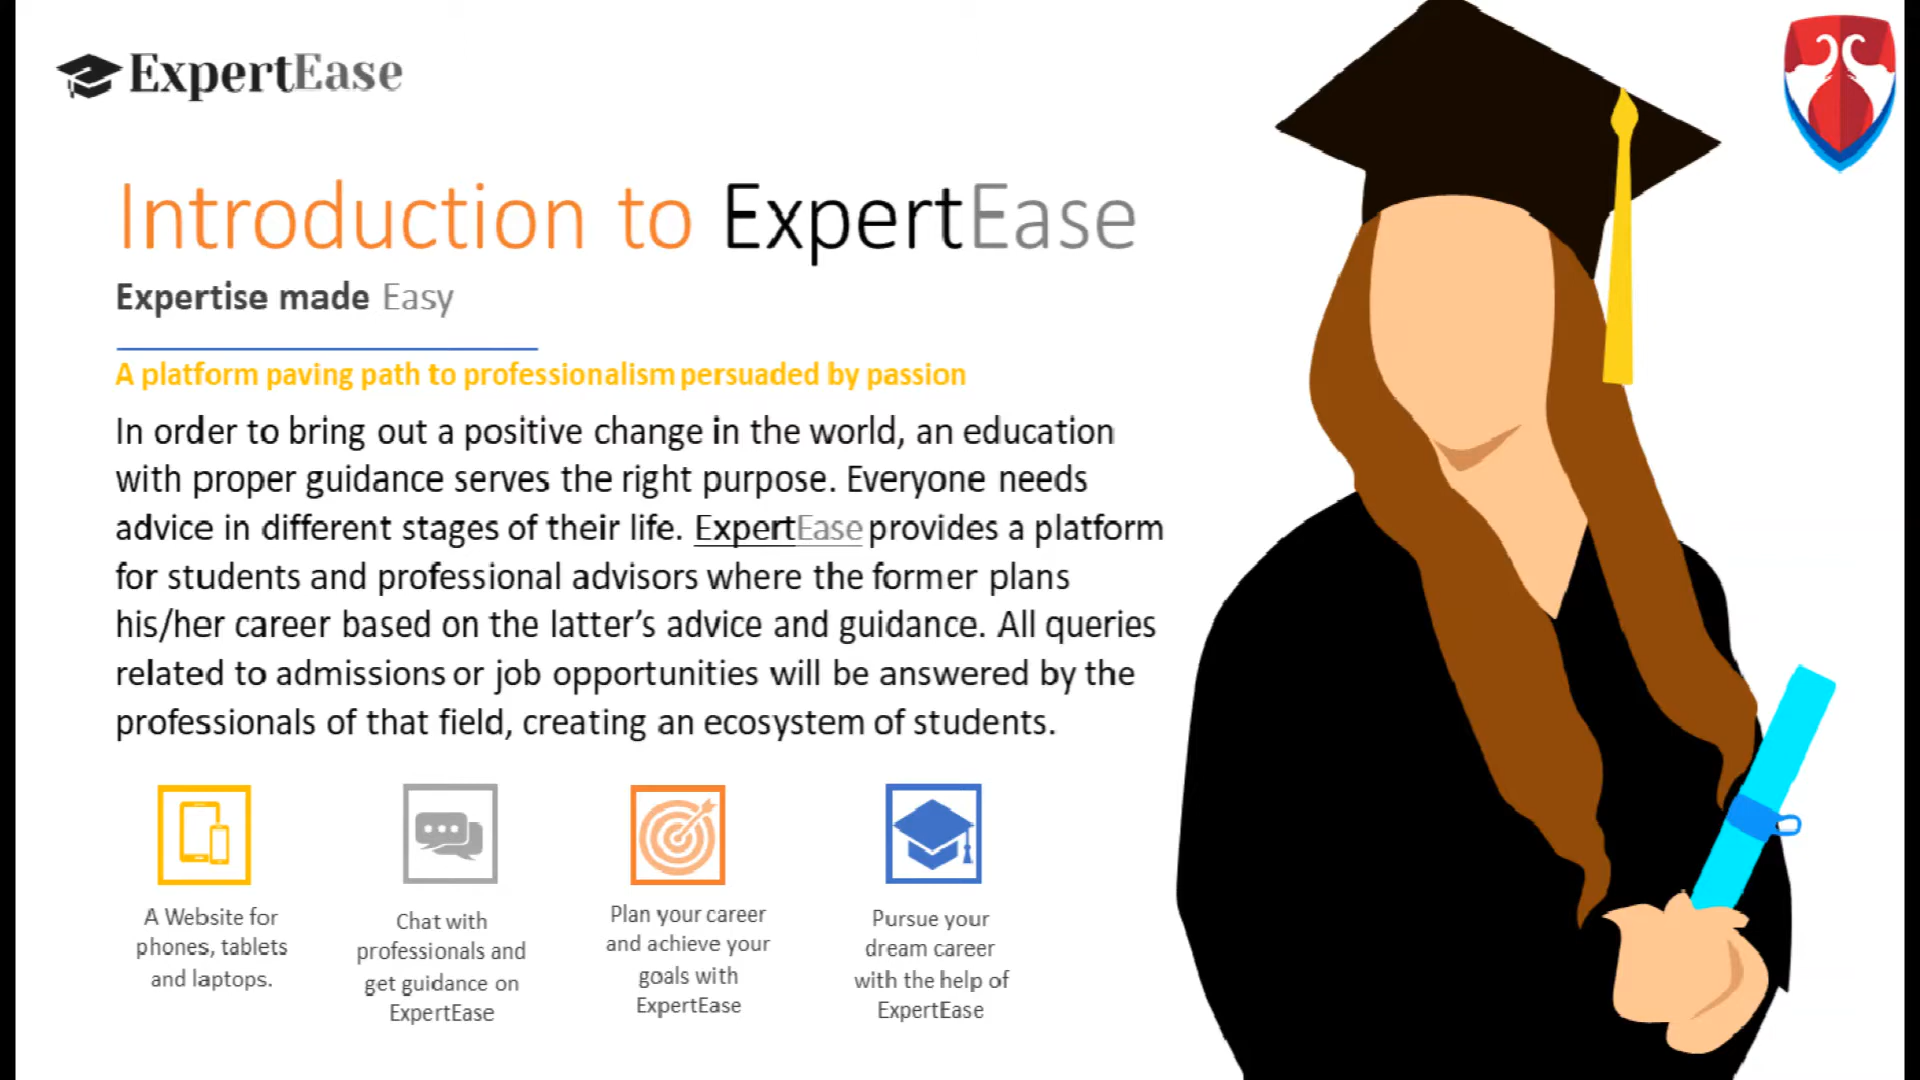 ExpertEase
Introduction to ExpertEase
Expertise made Easy
A platform paving path to professionalism persuaded by passion
In order to bring out a positive change in the world, an education
with proper guidance serves the right purpose. Everyone needs
advice in different stages of their life. ExpertEase provides a platform
for students and professional advisors where the former plans
his/her career based on the latter’s advice and guidance. All queries
related to admissions or job opportunities will be answered by the
professionals of that field, creating an ecosystem of students.
A Website for
phones, tablets
and laptops.
Chat with
professionals and
get guidance on
ExpertEase
Plan your career
and achieve your
goals with
ExpertEase
Pursue your
dream career
with the help of
ExpertEase